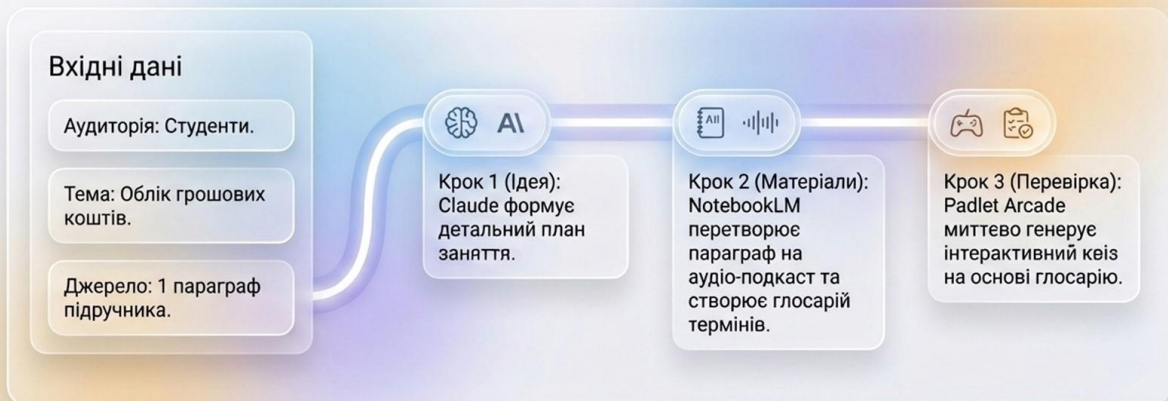 Вхідні дані
Аудиторія: Студенти.
Тема: Облік грошових
коштів.
Джерело: 1 параграф
підручника.
A\
Крок 1 (Ідея):
Claude формує
детальний план
заняття.
All
Крок 2 (Матеріали):
NotebookLM
перетворює
параграф на
аудіо-подкаст та
створює глосарій
термінів.
Крок 3 (Перевірка):
Padlet Arcade
миттєво генерує
інтерактивний квіз
на основі глосарію.